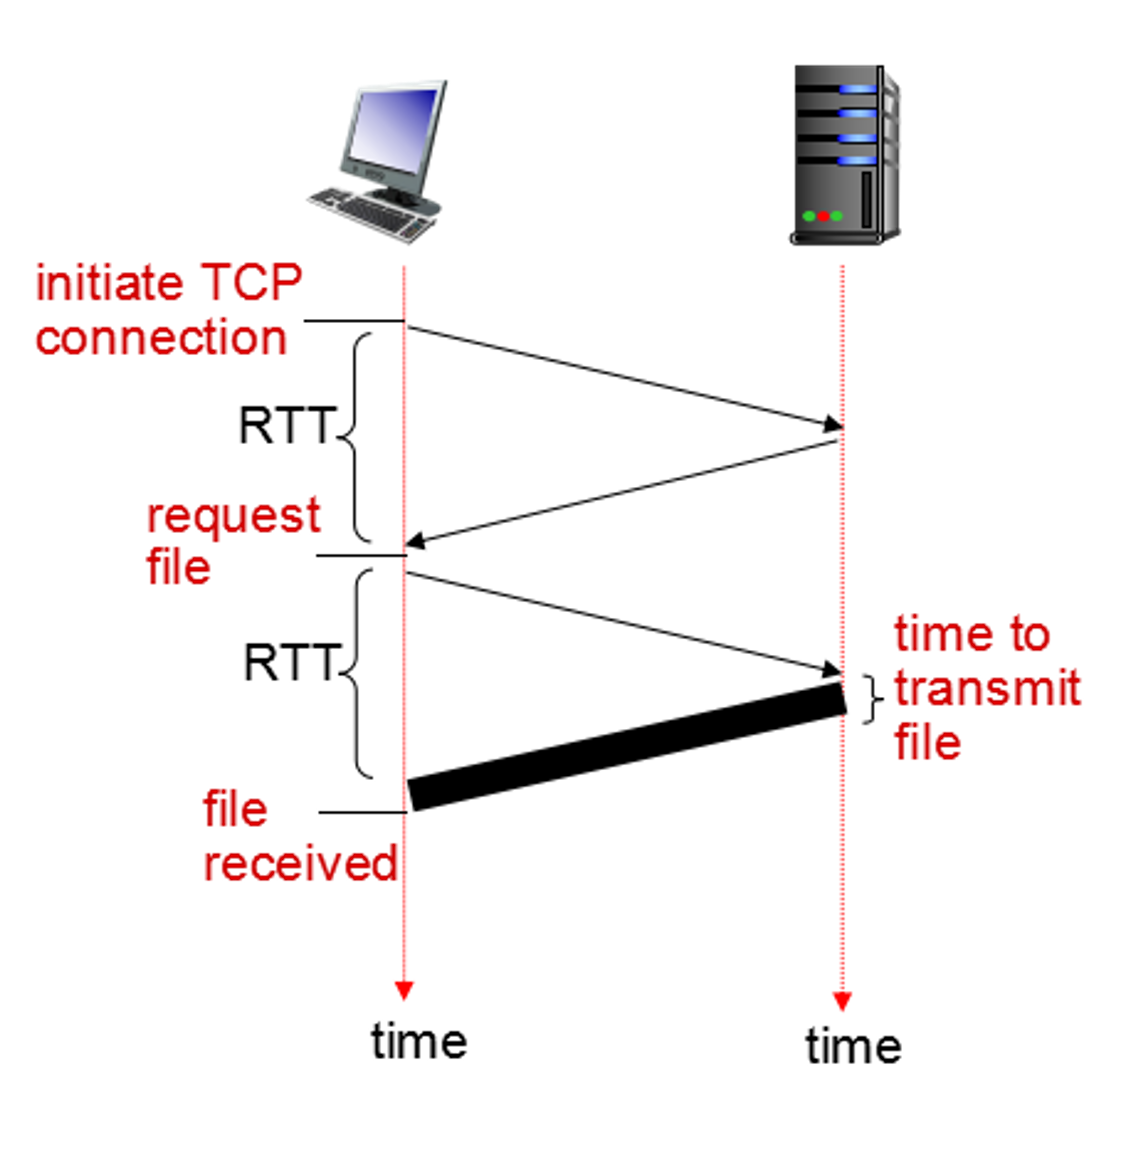 initiate TCP
connection
RTT
request
file
RTT
time to
transmit
file
file
received
time
time